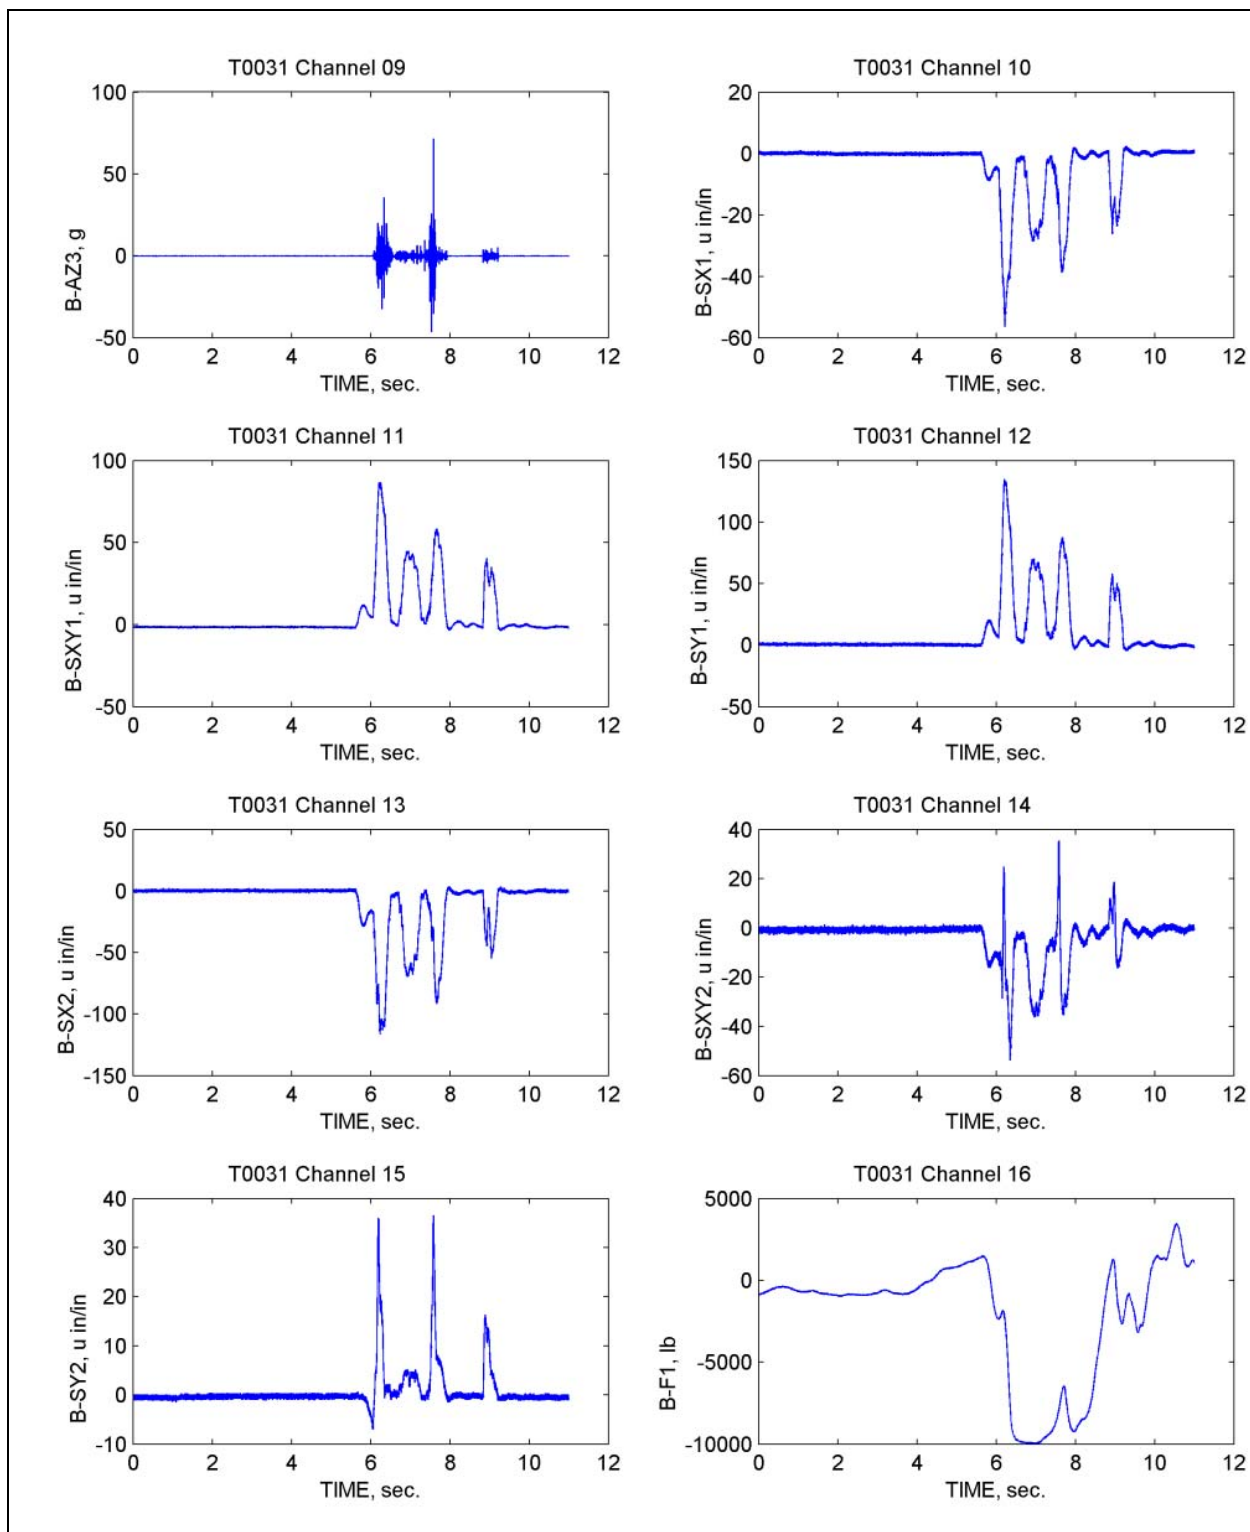 T0031 Channel 09
100
50
0
-50
B-AZ3, g
0 2 4 6 8 10 12
TIME, sec.
T0031 Channel 10
20
0
-20
-40
-60
B-SX1, u in/in
0 2 4 6 8 10 12
TIME, sec.
T0031 Channel 11
100
50
0
-50
B-SXY1, u in/in
0 2 4 6 8 10 12
TIME, sec.
T0031 Channel 12
150
100
50
0
-50
B-SY1, u in/in
0 2 4 6 8 10 12
TIME, sec.
T0031 Channel 13
50
0
-50
-100
-150
B-SX2, u in/in
0 2 4 6 8 10 12
TIME, sec.
T0031 Channel 14
40
20
0
-20
-40
-60
B-SXY2, u in/in
0 2 4 6 8 10 12
TIME, sec.
T0031 Channel 15
40
30
20
10
0
-10
B-SY2, u in/in
0 2 4 6 8 10 12
TIME, sec.
T0031 Channel 16
5000
0
-5000
-10000
B-F1, lb
0 2 4 6 8 10 12
TIME, sec.